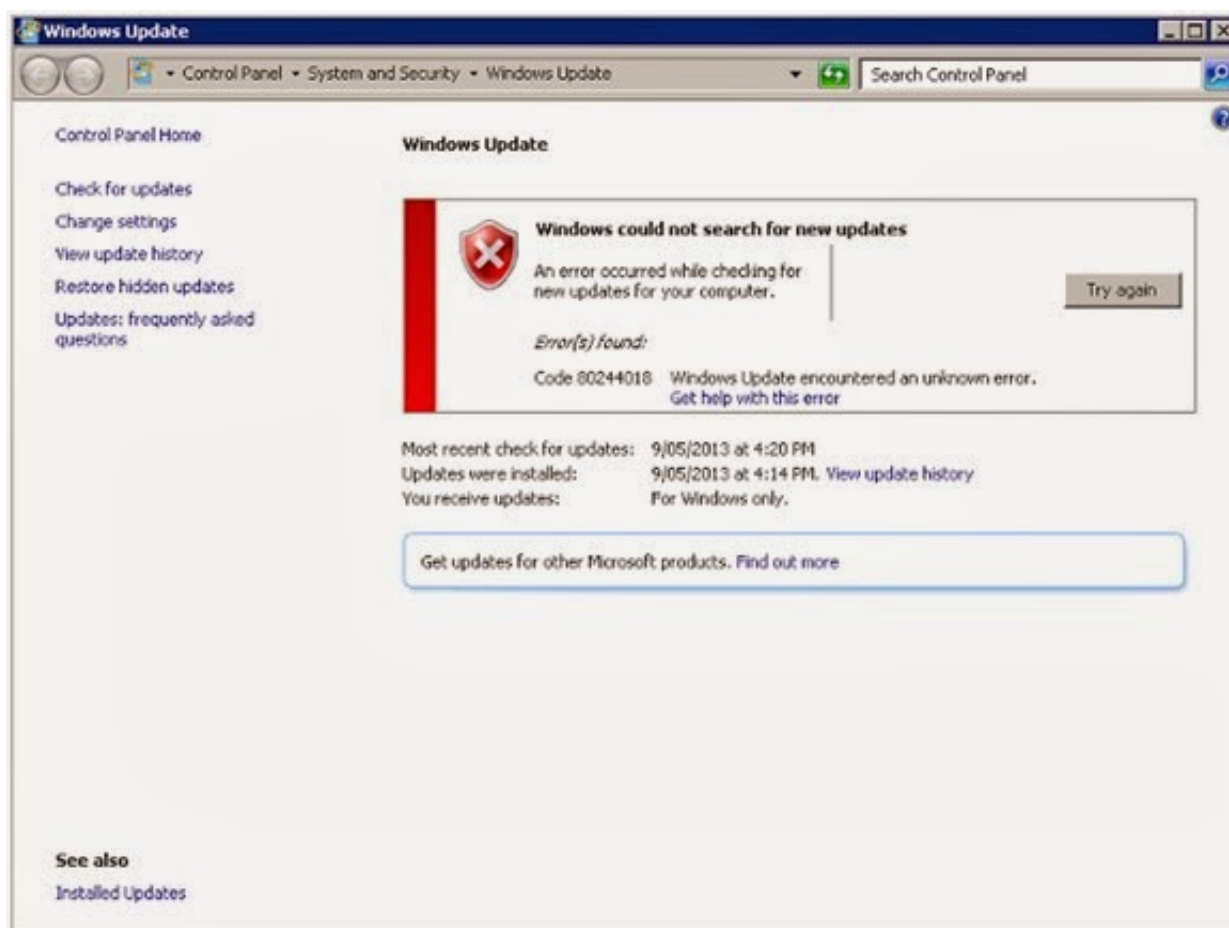 Windows Update
Control Panel • System and Security • Windows Update
Search Control Panel
Control Panel Home
Check for updates
Change settings
View update history
Restore hidden updates
Updates: frequently asked
questions
Windows Update
Windows could not search for new updates
An error occurred while checking for
new updates for your computer.
Try again
Error(s) found:
Code 80244018 Windows Update encountered an unknown error.
Get help with this error
Most recent check for updates: 9/05/2013 at 4:20 PM
Updates were installed: 9/05/2013 at 4:14 PM. View update history
You receive updates: For Windows only.
Get updates for other Microsoft products. Find out more
See also
Installed Updates